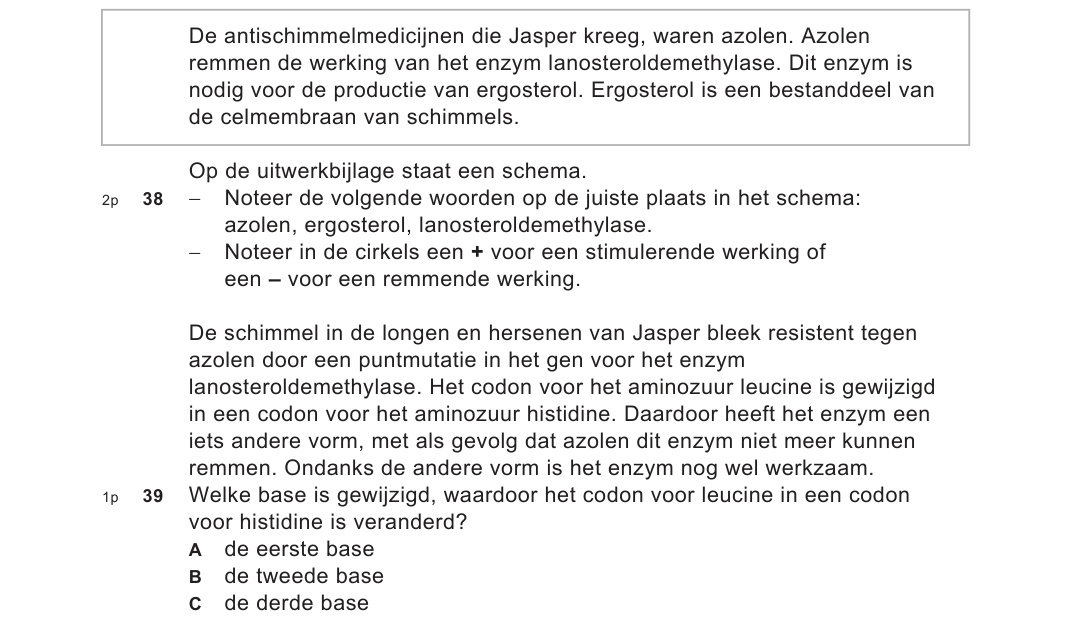 De antischimmelmedicijnen die Jasper kreeg, waren azolen. Azolen
remmen de werking van het enzym lanosteroldemethylase. Dit enzym is
nodig voor de productie van ergosterol. Ergosterol is een bestanddeel van
de celmembraan van schimmels.
Op de uitwerkbijlage staat een schema.
2p 38 – Noteer de volgende woorden op de juiste plaats in het schema:
azolen, ergosterol, lanosteroldemethylase.
– Noteer in de cirkels een + voor een stimulerende werking of
een – voor een remmende werking.
De schimmel in de longen en hersenen van Jasper bleek resistent tegen
azolen door een puntmutatie in het gen voor het enzym
lanosteroldemethylase. Het codon voor het aminozuur leucine is gewijzigd
in een codon voor het aminozuur histidine. Daardoor heeft het enzym een
iets andere vorm, met als gevolg dat azolen dit enzym niet meer kunnen
remmen. Ondanks de andere vorm is het enzym nog wel werkzaam.
1p 39 Welke base is gewijzigd, waardoor het codon voor leucine in een codon
voor histidine is veranderd?
A de eerste base
B de tweede base
C de derde base